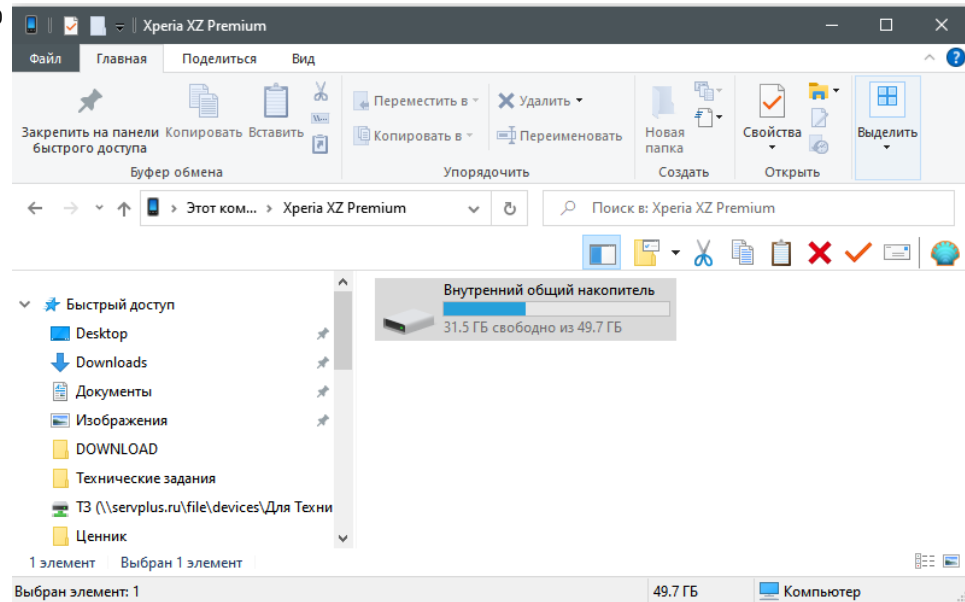 Xperia XZ Premium
Файл Главная Поделиться Вид
Закрепить на панели быстрого доступа
Копировать
Вставить
Переместить в
Копировать в
Удалить
Переименовать
Новая папка
Свойства
Выделить
Буфер обмена
Упорядочить
Создать
Открыть
Этот ком... Xperia XZ Premium
Поиск в: Xperia XZ Premium
Быстрый доступ
Desktop
Downloads
Документы
Изображения
DOWNLOAD
Технические задания
ТЗ (\\servplus.ru\file\devices\Для Техни
Ценник
Внутренний общий накопитель
31.5 ГБ свободно из 49.7 ГБ
1 элемент Выбран 1 элемент
Выбран элемент: 1
49.7 ГБ
Компьютер